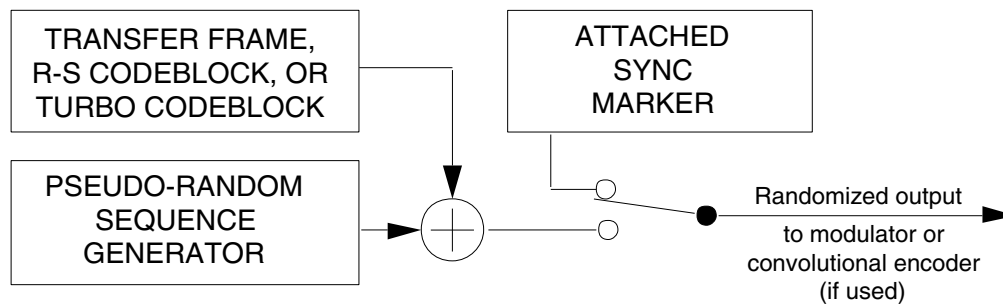 TRANSFER FRAME,
R-S CODEBLOCK, OR
TURBO CODEBLOCK
ATTACHED
SYNC
MARKER
PSEUDO-RANDOM
SEQUENCE
GENERATOR
Randomized output
to modulator or
convolutional encoder
(if used)